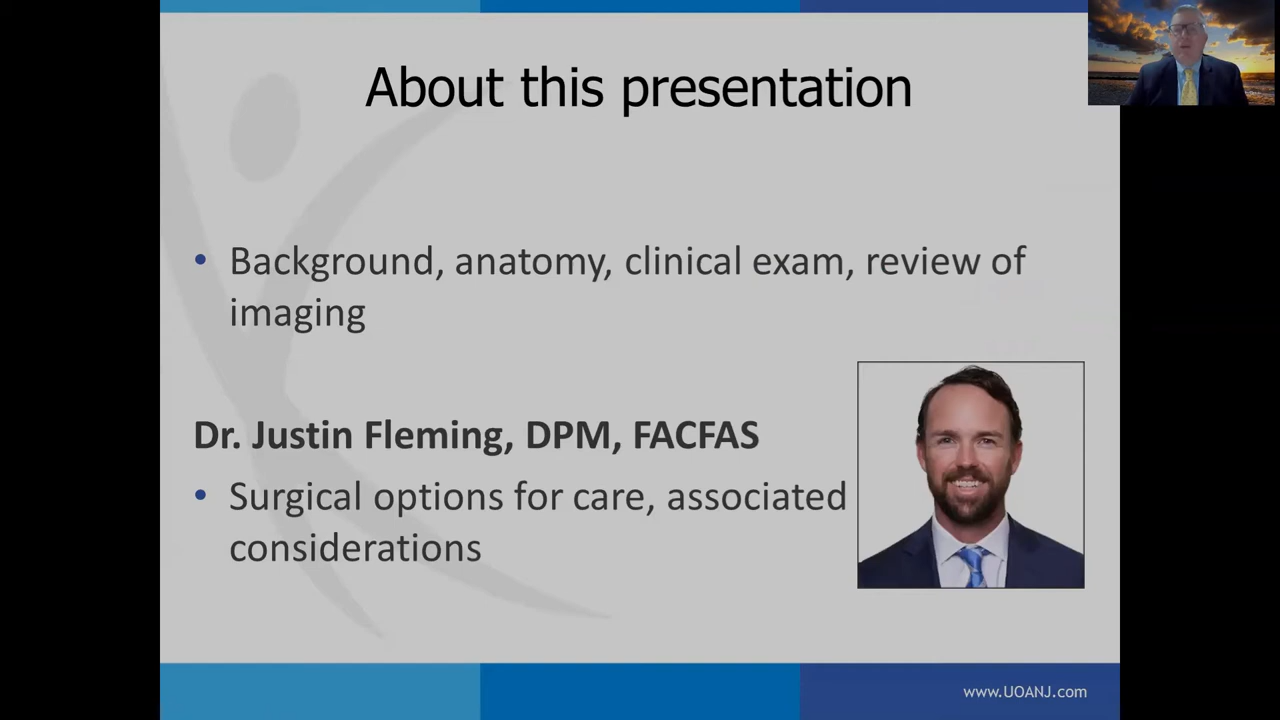 About this presentation
• Background, anatomy, clinical exam, review of
imaging
Dr. Justin Fleming, DPM, FACFAS
• Surgical options for care, associated
considerations
www.UOANJ.com